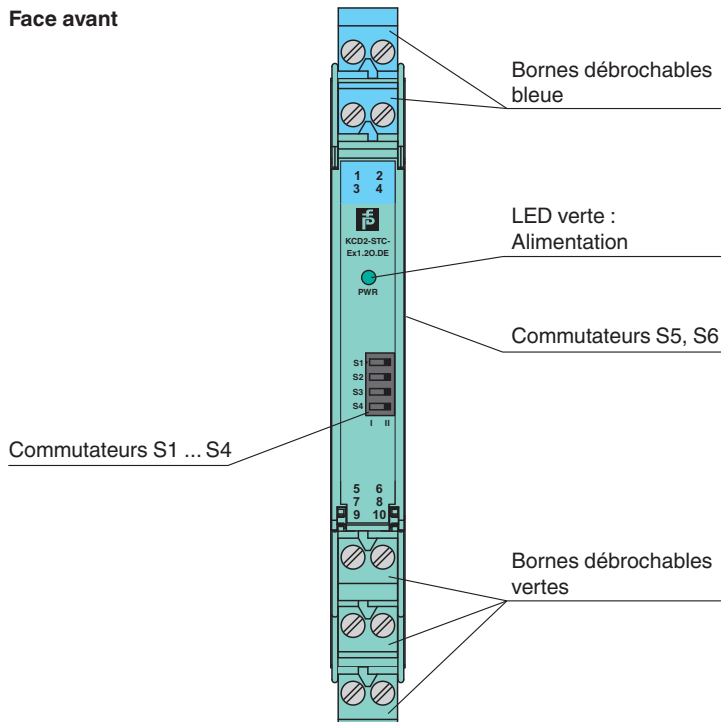 Face avant
Bornes débrochables
bleue
1 2
3 4
LED verte :
Alimentation
KCD2-STC-
Ex1.2O.DE
PWR
Commutateurs S5, S6
S1
S2
S3
S4
I II
Commutateurs S1 ... S4
5 6
7 8
9 10
Bornes débrochables
vertes